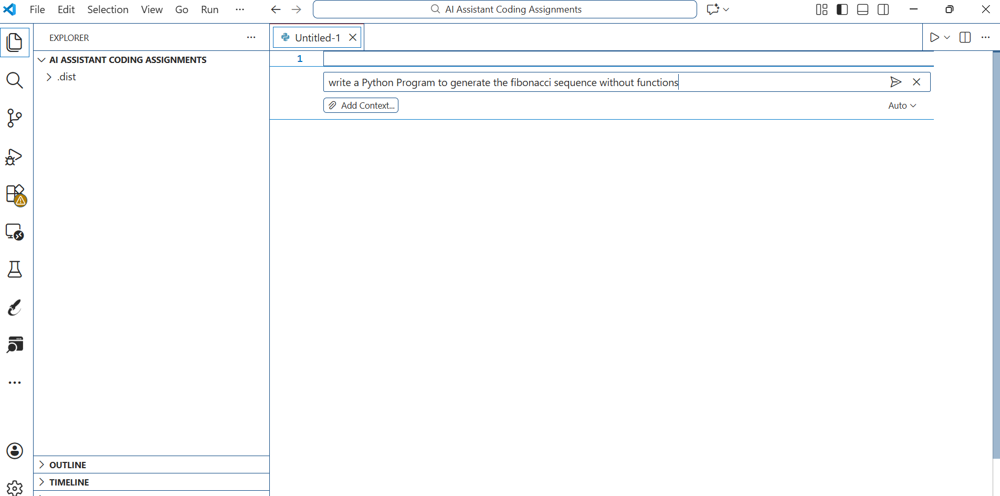 File Edit Selection View Go Run
AI Assistant Coding Assignments
EXPLORER
Untitled-1
AI ASSISTANT CODING ASSIGNMENTS
.dist
1
write a Python Program to generate the fibonacci sequence without functions
Add Context...
Auto
OUTLINE
TIMELINE